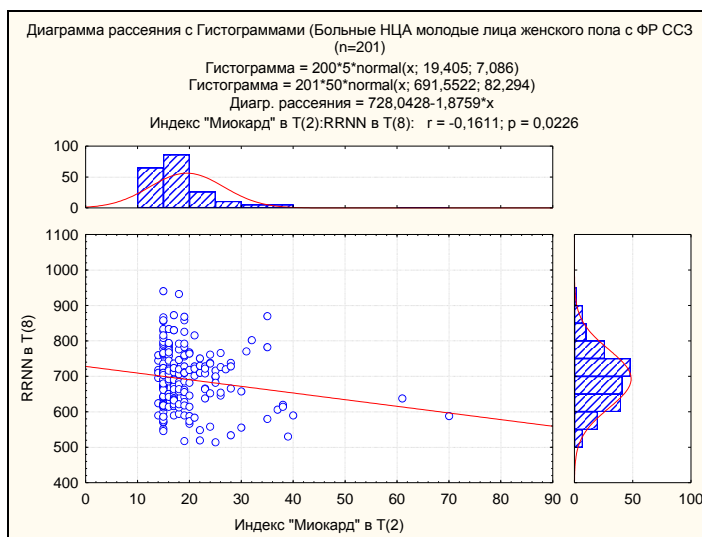 Диаграмма рассеяния с Гистограммами (Больные НЦА молодые лица женского пола с ФР ССЗ
(n=201)
Гистограмма = 200*5*normal(x; 19,405; 7,086)
Гистограмма = 201*50*normal(x; 691,5522; 82,294)
Диагр. рассеяния = 728,0428-1,8759*x
Индекс "Миокард" в Т(2):RRNN в Т(8): r = -0,1611; p = 0,0226
100
50
0
1100
1000
900
800
700
600
500
400
RRNN в Т(8)
0 10 20 30 40 50 60 70 80 90
0 50 100
Индекс "Миокард" в Т(2)